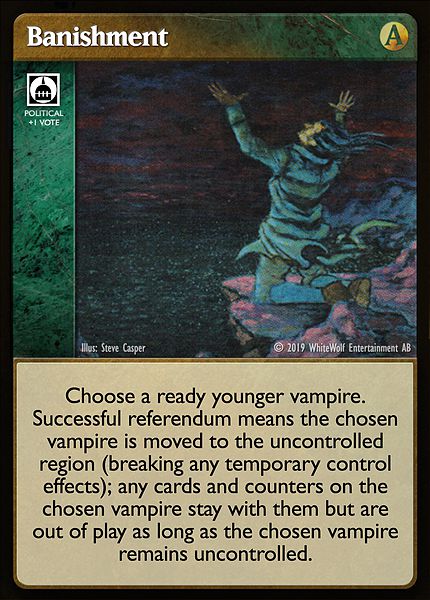 Banishment
A
POLITICAL
+1 VOTE
Illus: Steve Casper
© 2019 WhiteWolf Entertainment AB
Choose a ready younger vampire.
Successful referendum means the chosen
vampire is moved to the uncontrolled
region (breaking any temporary control
effects); any cards and counters on the
chosen vampire stay with them but are
out of play as long as the chosen vampire
remains uncontrolled.